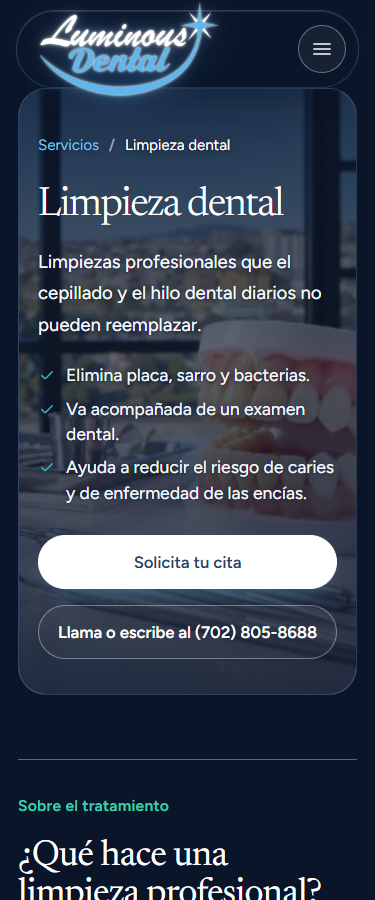 Luminous
Dental
Servicios / Limpieza dental
Limpieza dental
Limpiezas profesionales que el
cepillado y el hilo dental diarios no
pueden reemplazar.
Elimina placa, sarro y bacterias.
Va acompañada de un examen
dental.
Ayuda a reducir el riesgo de caries
y de enfermedad de las encías.
Solicita tu cita
Llama o escribe al (702) 805-8688
Sobre el tratamiento
¿Qué hace una
limpieza profesional?